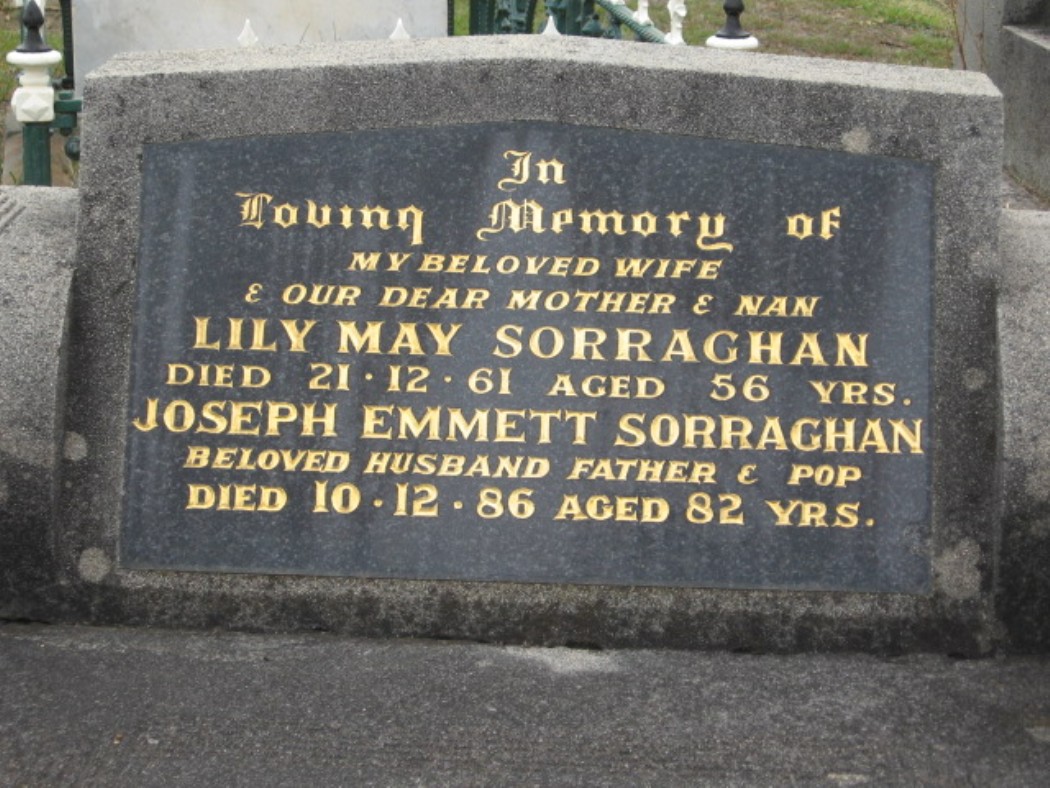 In
Loving Memory of
MY BELOVED WIFE
& OUR DEAR MOTHER & NAN
LILY MAY SORRAGHAN
DIED 21·12·61 AGED 56 YRS.
JOSEPH EMMETT SORRAGHAN
BELOVED HUSBAND FATHER & POP
DIED 10·12·86 AGED 82 YRS.